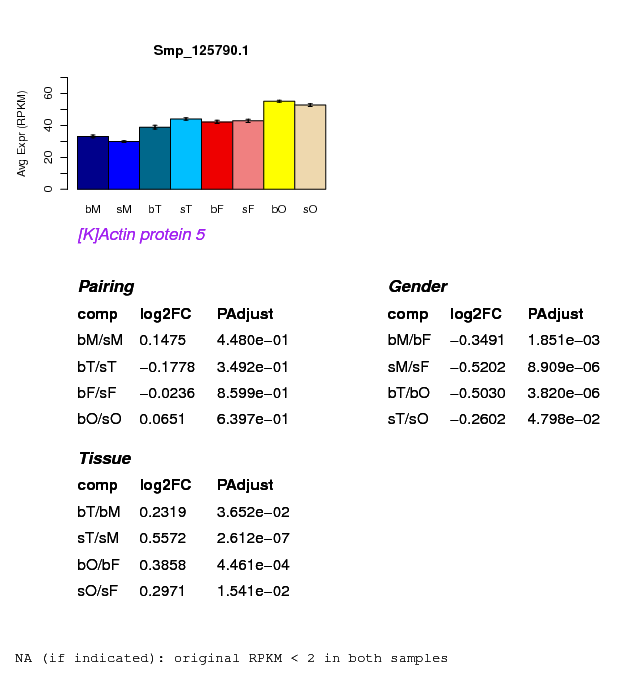 Smp_125790.1
Avg Expr (RPKM)
0 20 40 60
bM sM bT sT bF sF bO sO
[K]Actin protein 5
Pairing
comp log2FC PAdjust
bM/sM 0.1475 4.480e−01
bT/sT −0.1778 3.492e−01
bF/sF −0.0236 8.599e−01
bO/sO 0.0651 6.397e−01
Gender
comp log2FC PAdjust
bM/bF −0.3491 1.851e−03
sM/sF −0.5202 8.909e−06
bT/bO −0.5030 3.820e−06
sT/sO −0.2602 4.798e−02
Tissue
comp log2FC PAdjust
bT/bM 0.2319 3.652e−02
sT/sM 0.5572 2.612e−07
bO/bF 0.3858 4.461e−04
sO/sF 0.2971 1.541e−02
NA (if indicated): original RPKM < 2 in both samples